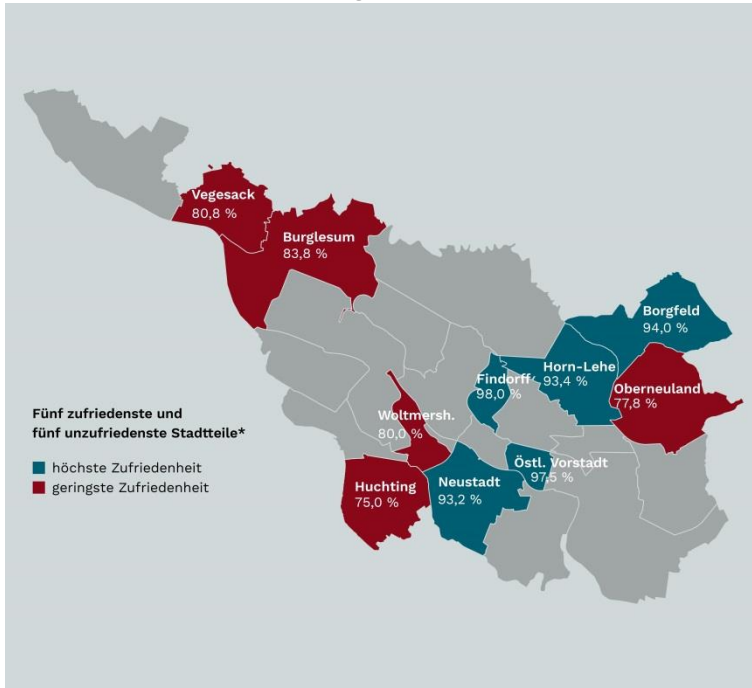 Vegesack
80,8 %
Burglesum
83,8 %
Borgfeld
94,0 %
Horn-Lehe
93,4 %
Findorff
98,0 %
Oberneuland
77,8 %
Fünf zufriedenste und
fünf unzufriedenste Stadtteile*
höchste Zufriedenheit
geringste Zufriedenheit
Woltmersh.
80,0 %
Östl. Vorstadt
97,5 %
Huchting
75,0 %
Neustadt
93,2 %